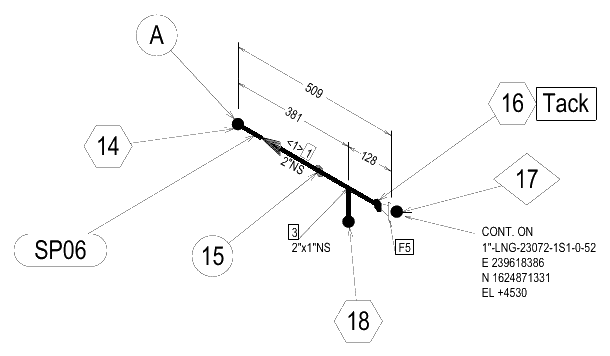 A
509
16
Tack
381
14
<1>
1
128
2"NS
17
SP06
15
3
2"x1"NS
F5
CONT. ON
1"-LNG-23072-1S1-0-52
E 239618386
N 1624871331
EL +4530
18